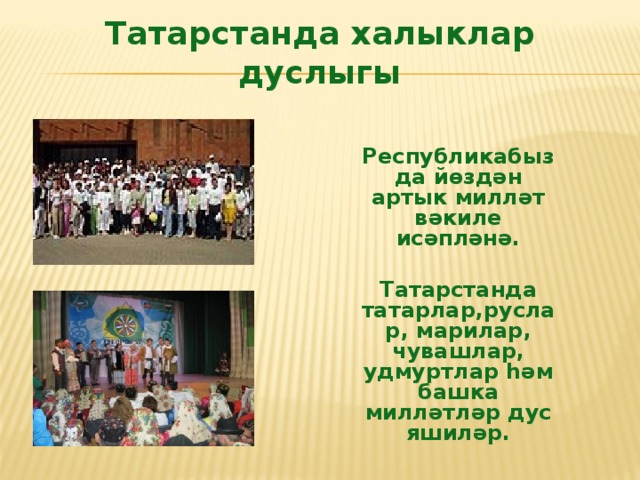 Татарстанда халыклар
дуслыгы
Республикабыз
да йөздән
артык милләт
вәкиле
исәпләнә.
Татарстанда
татарлар,русла
р, марилар,
чувашлар,
удмуртлар һәм
башка
милләтләр дус
яшиләр.